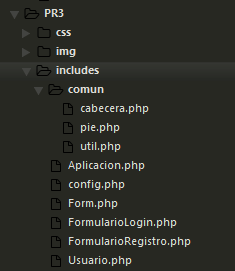 PR3
css
img
includes
comun
cabecera.php
pie.php
util.php
Aplicacion.php
config.php
Form.php
FormularioLogin.php
FormularioRegistro.php
Usuario.php